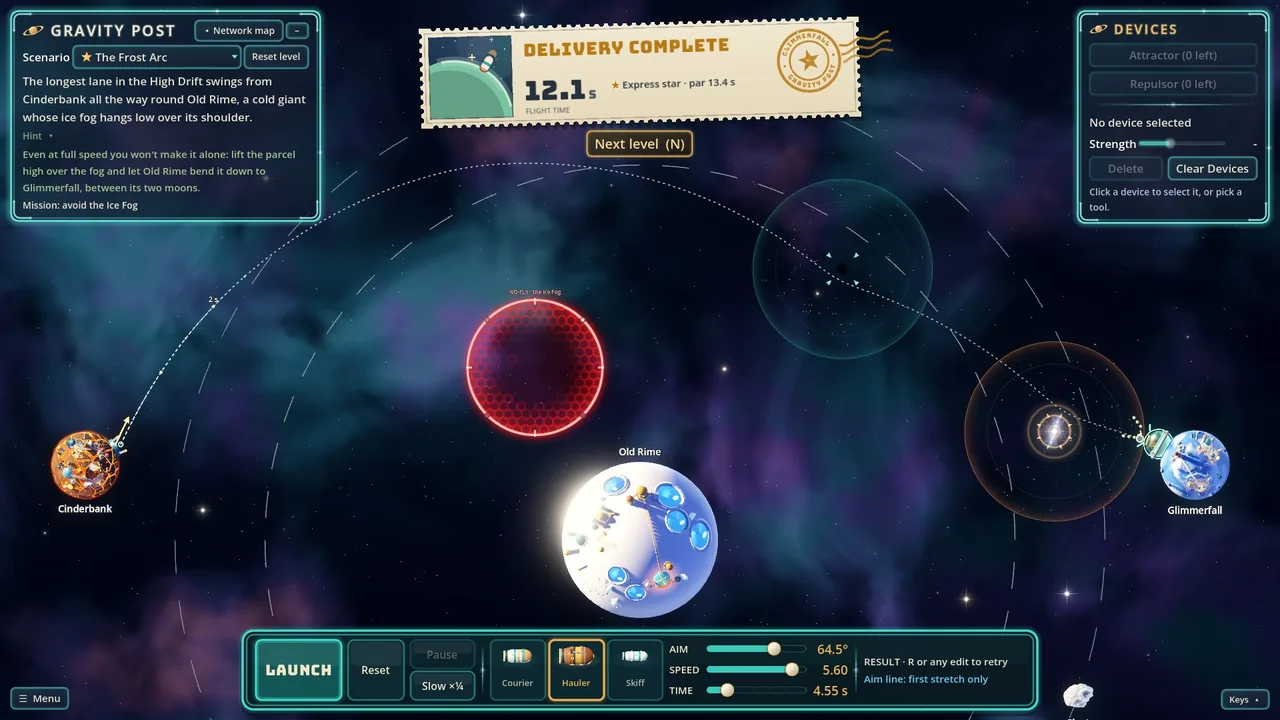 GRAVITY POST
Network map
–
Scenario
★ The Frost Arc
Reset level
The longest lane in the High Drift swings from
Cinderbank all the way round Old Rime, a cold giant
whose ice fog hangs low over its shoulder.
Hint
Even at full speed you won't make it alone: lift the parcel
high over the fog and let Old Rime bend it down to
Glimmerfall, between its two moons.
Mission: avoid the Ice Fog
DELIVERY COMPLETE
12.1 s
FLIGHT TIME
★ Express star · par 13.4 s
GLIMMERFALL
GRAVITY POST
Next level (N)
DEVICES
Attractor (0 left)
Repulsor (0 left)
No device selected
Strength
-
Delete
Clear Devices
Click a device to select it, or pick a
tool.
2 s
NO-FLY · the Ice Fog
Old Rime
Cinderbank
Glimmerfall
LAUNCH
Reset
Pause
Slow ×¼
Courier
Hauler
Skiff
AIM
64.5°
SPEED
5.60
TIME
4.55 s
RESULT · R or any edit to retry
Aim line: first stretch only
☰ Menu
Keys